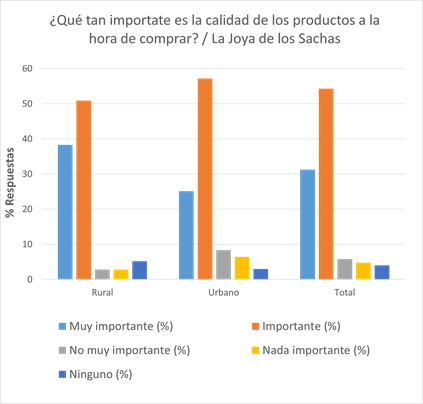 ¿Qué tan importate es la calidad de los productos a la
hora de comprar? / La Joya de los Sachas
% Respuestas
60
50
40
30
20
10
0
Rural Urbano Total
Muy importante (%) Importante (%)
No muy importante (%) Nada importante (%)
Ninguno (%)